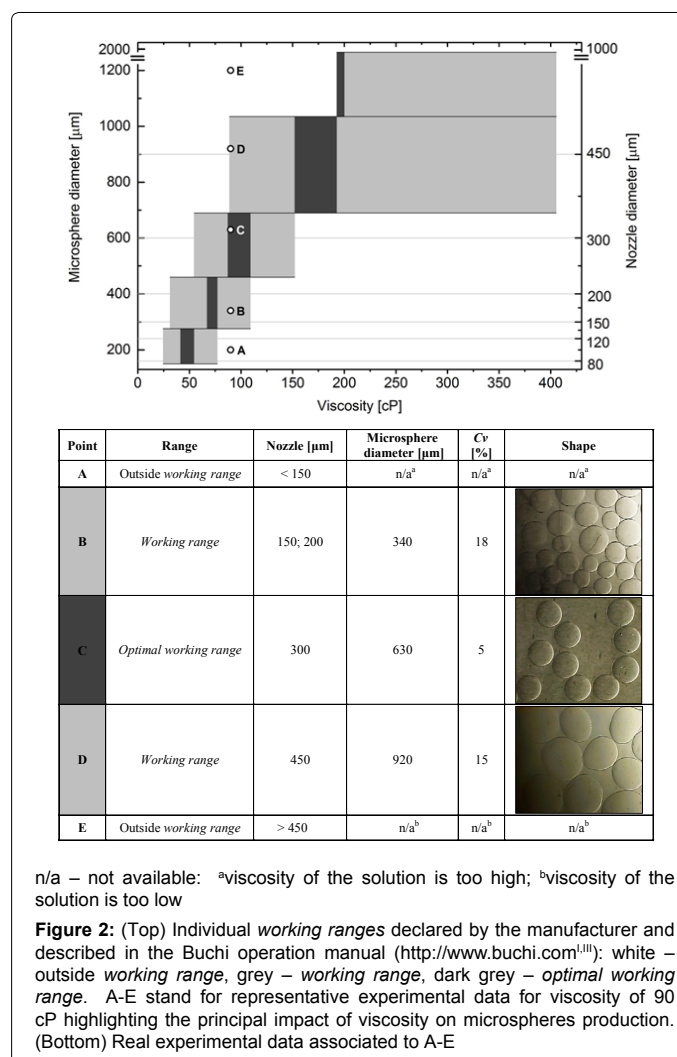 2000
1200
1000
800
600
400
200
Microsphere diameter [µm]
1000
450
300
200
150
120
80
Nozzle diameter [µm]
E
D
C
B
A
0 50 100 150 200 250 300 350 400
Viscosity [cP]
Point Range Nozzle [µm] Microsphere diameter [µm] Cv [%] Shape
A Outside working range < 150 n/aᵃ n/aᵃ n/aᵃ
B Working range 150; 200 340 18
C Optimal working range 300 630 5
D Working range 450 920 15
E Outside working range > 450 n/aᵇ n/aᵇ n/aᵇ
n/a – not available: ᵃviscosity of the solution is too high; ᵇviscosity of the
solution is too low
Figure 2: (Top) Individual working ranges declared by the manufacturer and
described in the Buchi operation manual (http://www.buchi.comᴵ,ᴵᴵᴵ): white –
outside working range, grey – working range, dark grey – optimal working
range. A-E stand for representative experimental data for viscosity of 90
cP highlighting the principal impact of viscosity on microspheres production.
(Bottom) Real experimental data associated to A-E